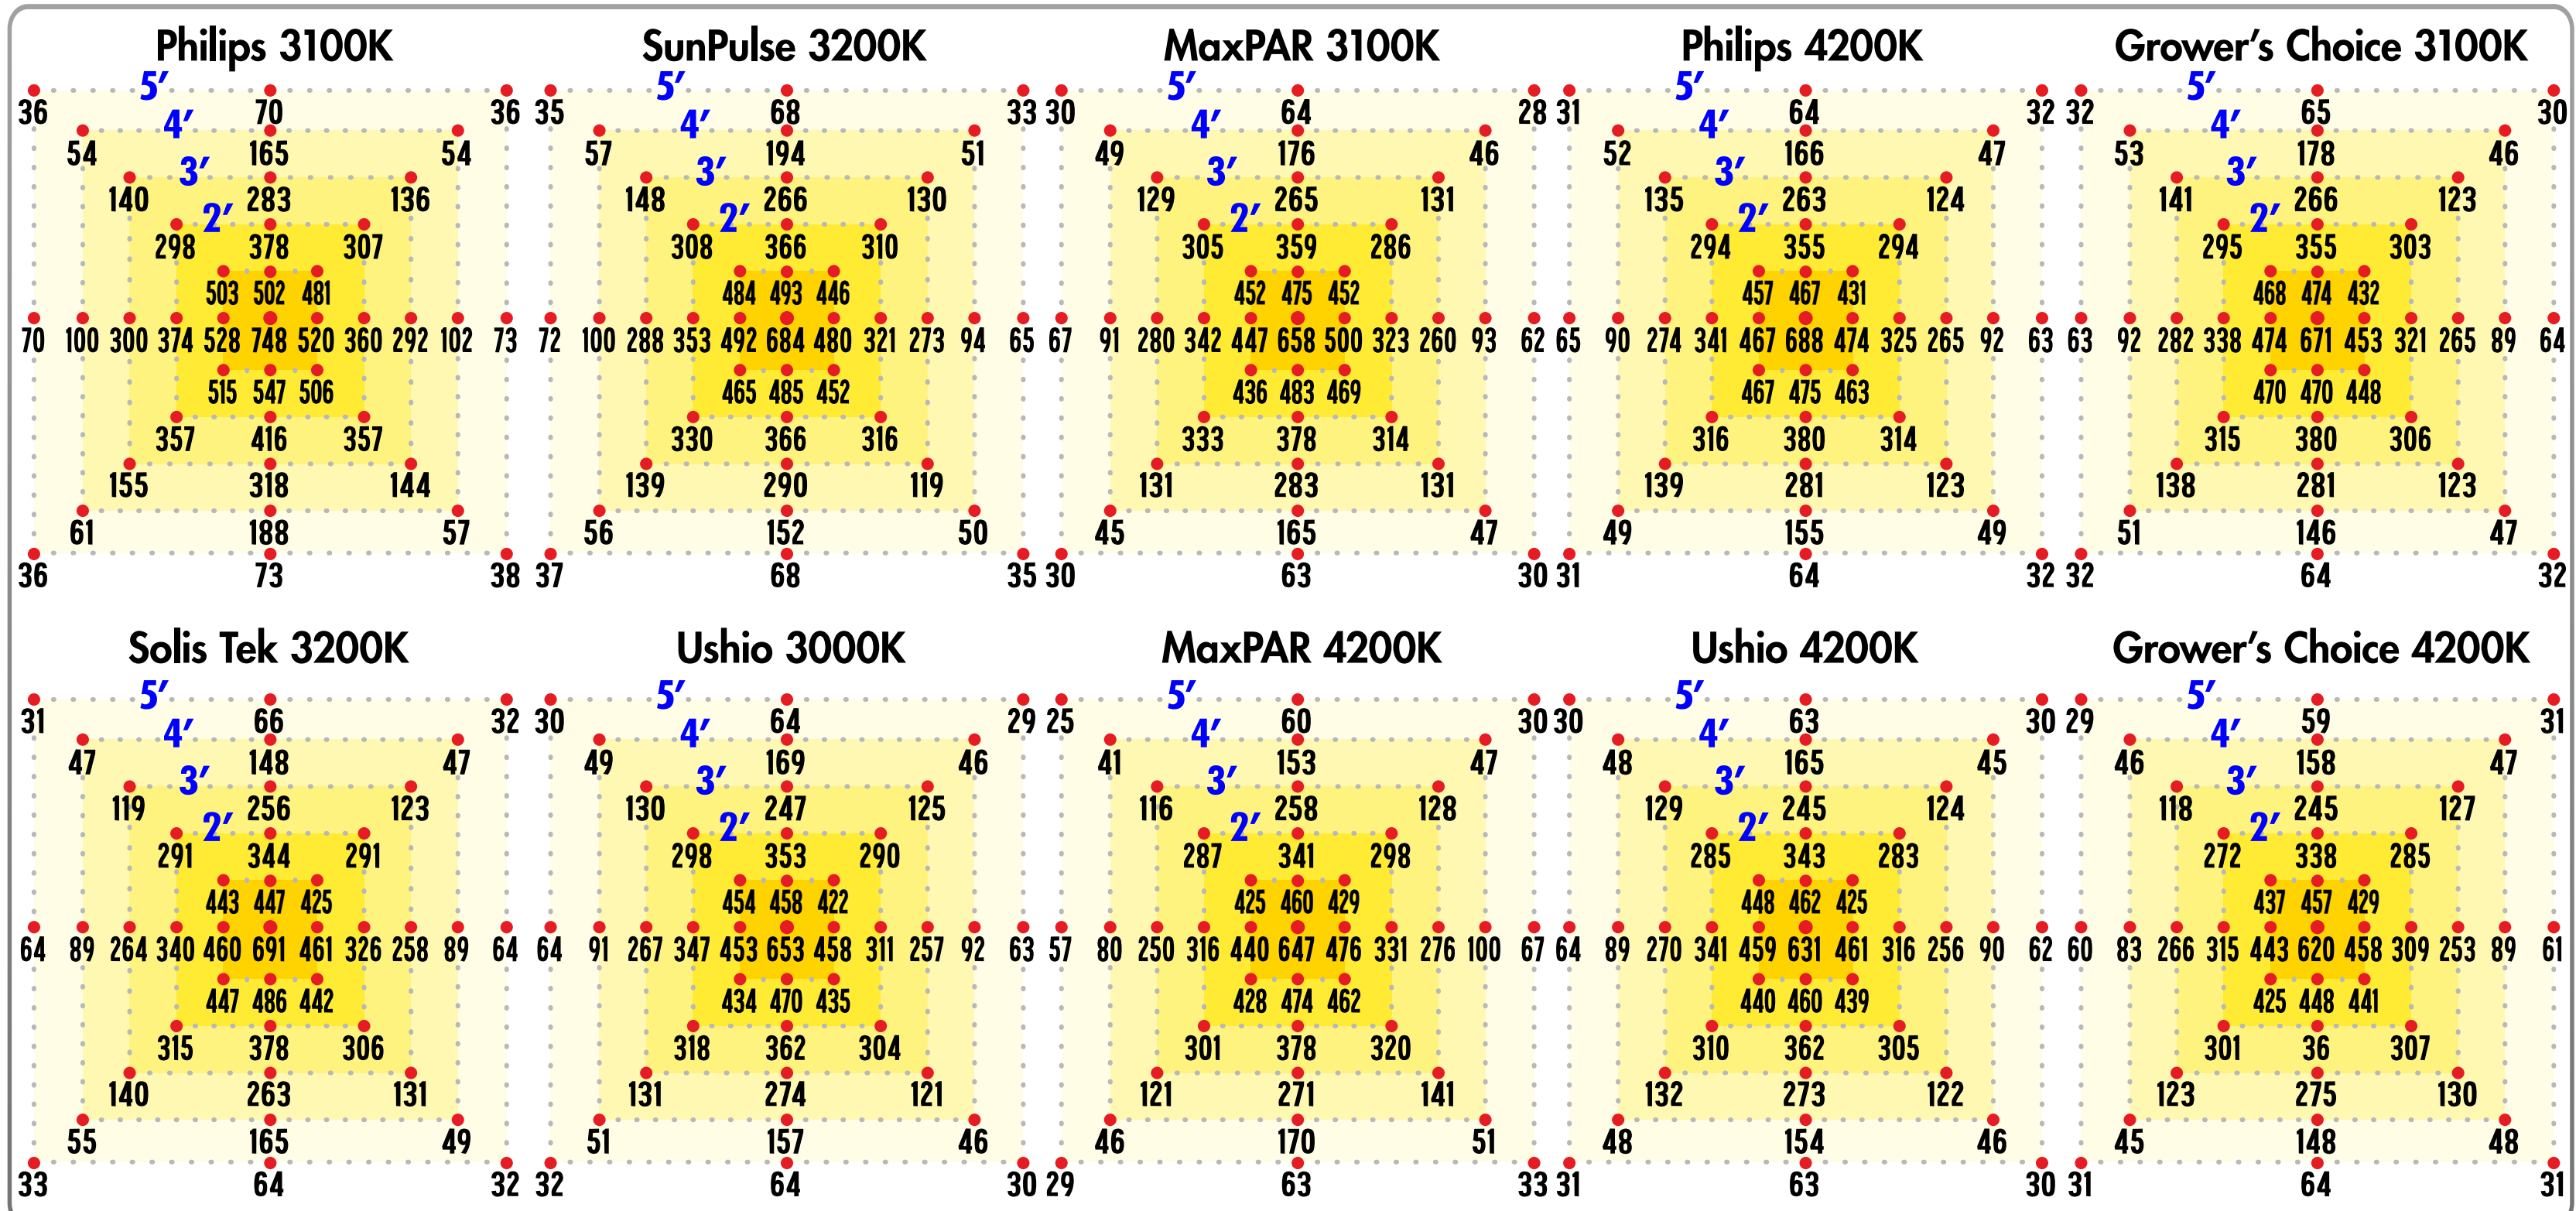 Philips 3100K SunPulse 3200K MaxPAR 3100K Philips 4200K Grower’s Choice 3100K
5′ 5′ 5′ 5′ 5′
36 70 36 35 68 33 30 64 28 31 64 32 32 65 30
4′ 4′ 4′ 4′ 4′
54 165 54 57 194 51 49 176 46 52 166 47 53 178 46
3′ 3′ 3′ 3′ 3′
140 283 136 148 266 130 129 265 131 135 263 124 141 266 123
2′ 2′ 2′ 2′ 2′
298 378 307 308 366 310 305 359 286 294 355 294 295 355 303
503 502 481 484 493 446 452 475 452 457 467 431 468 474 432
70 100 300 374 528 748 520 360 292 102 73 72 100 288 353 492 684 480 321 273 94 65 67 91 280 342 447 658 500 323 260 93 62 65 90 274 341 467 688 474 325 265 92 63 63 92 282 338 474 671 453 321 265 89 64
515 547 506 465 485 452 436 483 469 467 475 463 470 470 448
357 416 357 330 366 316 333 378 314 316 380 314 315 380 306
155 318 144 139 290 119 131 283 131 139 281 123 138 281 123
61 188 57 56 152 50 45 165 47 49 155 49 51 146 47
36 73 38 37 68 35 30 63 30 31 64 32 32 64 32
Solis Tek 3200K Ushio 3000K MaxPAR 4200K Ushio 4200K Grower’s Choice 4200K
5′ 5′ 5′ 5′ 5′
31 66 32 30 64 29 25 60 30 30 63 30 29 59 31
4′ 4′ 4′ 4′ 4′
47 148 47 49 169 46 41 153 47 48 165 45 46 158 47
3′ 3′ 3′ 3′ 3′
119 256 123 130 247 125 116 258 128 129 245 124 118 245 127
2′ 2′ 2′ 2′ 2′
291 344 291 298 353 290 287 341 298 285 343 283 272 338 285
443 447 425 454 458 422 425 460 429 448 462 425 437 457 429
64 89 264 340 460 691 461 326 258 89 64 64 91 267 347 453 653 458 311 257 92 63 57 80 250 316 440 647 476 331 276 100 67 64 89 270 341 459 631 461 316 256 90 62 60 83 266 315 443 620 458 309 253 89 61
447 486 442 434 470 435 428 474 462 440 460 439 425 448 441
315 378 306 318 362 304 301 378 320 310 362 305 301 36 307
140 263 131 131 274 121 121 271 141 132 273 122 123 275 130
55 165 49 51 157 46 46 170 51 48 154 46 45 148 48
33 64 32 32 64 30 29 63 33 31 63 30 31 64 31